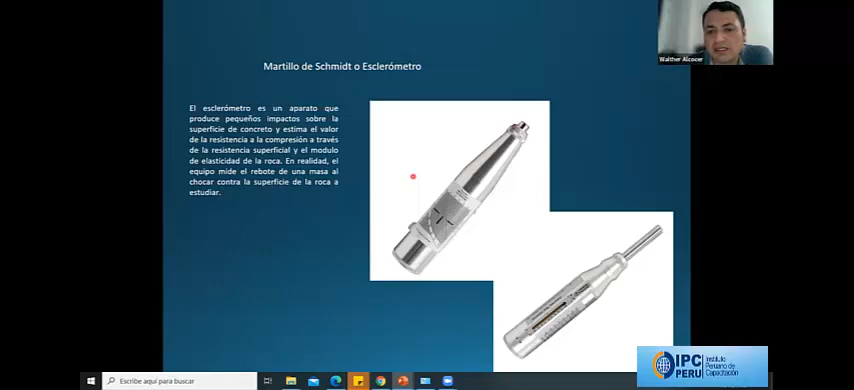 Walther Alcocer
Martillo de Schmidt o Esclerómetro
El esclerómetro es un aparato que
produce pequeños impactos sobre la
superficie de concreto y estima el valor
de la resistencia a la compresión a través
de la resistencia superficial y el modulo
de elasticidad de la roca. En realidad, el
equipo mide el rebote de una masa al
chocar contra la superficie de la roca a
estudiar.
IPC
PERÚ
Instituto
Peruano de
Capacitación
Escribe aquí para buscar